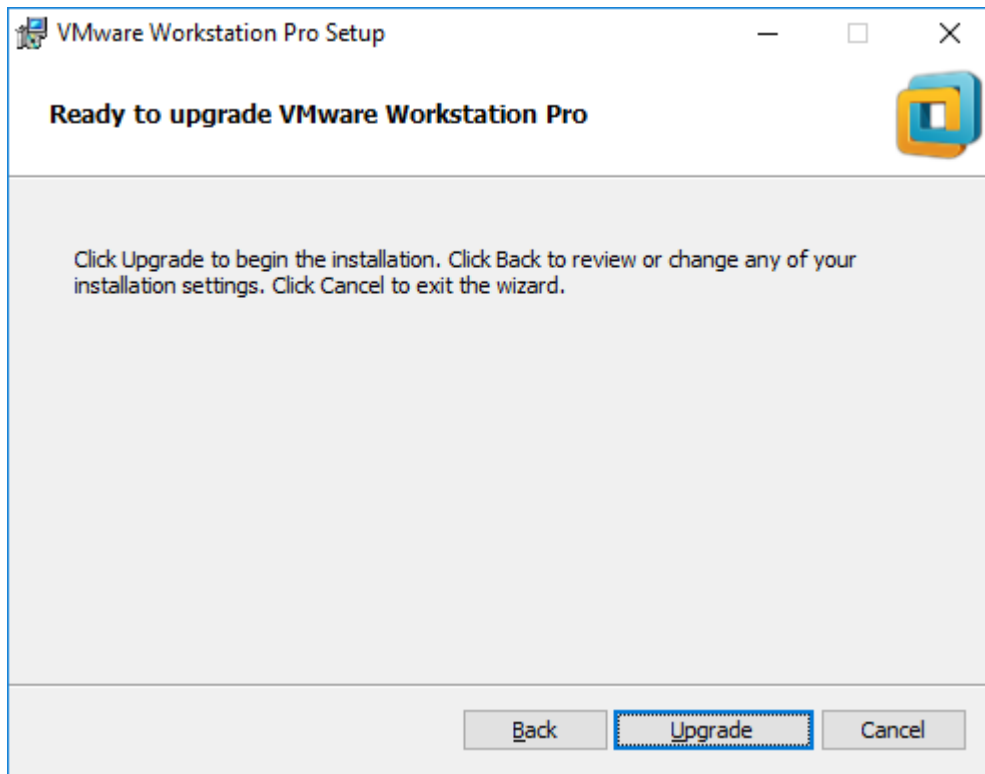 VMware Workstation Pro Setup
Ready to upgrade VMware Workstation Pro
Click Upgrade to begin the installation. Click Back to review or change any of your
installation settings. Click Cancel to exit the wizard.
Back
Upgrade
Cancel